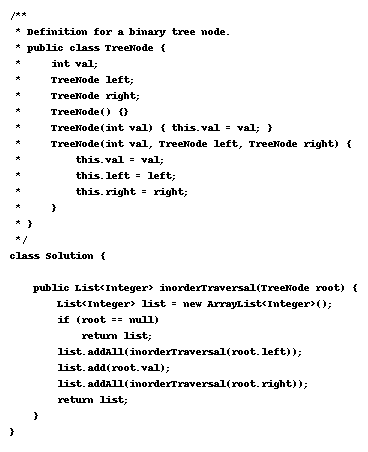 /**
 * Definition for a binary tree node.
 * public class TreeNode {
 *     int val;
 *     TreeNode left;
 *     TreeNode right;
 *     TreeNode() {}
 *     TreeNode(int val) { this.val = val; }
 *     TreeNode(int val, TreeNode left, TreeNode right) {
 *         this.val = val;
 *         this.left = left;
 *         this.right = right;
 *     }
 * }
 */
class Solution {
    public List<Integer> inorderTraversal(TreeNode root) {
        List<Integer> list = new ArrayList<Integer>();
        if (root == null)
            return list;
        list.addAll(inorderTraversal(root.left));
        list.add(root.val);
        list.addAll(inorderTraversal(root.right));
        return list;
    }
}